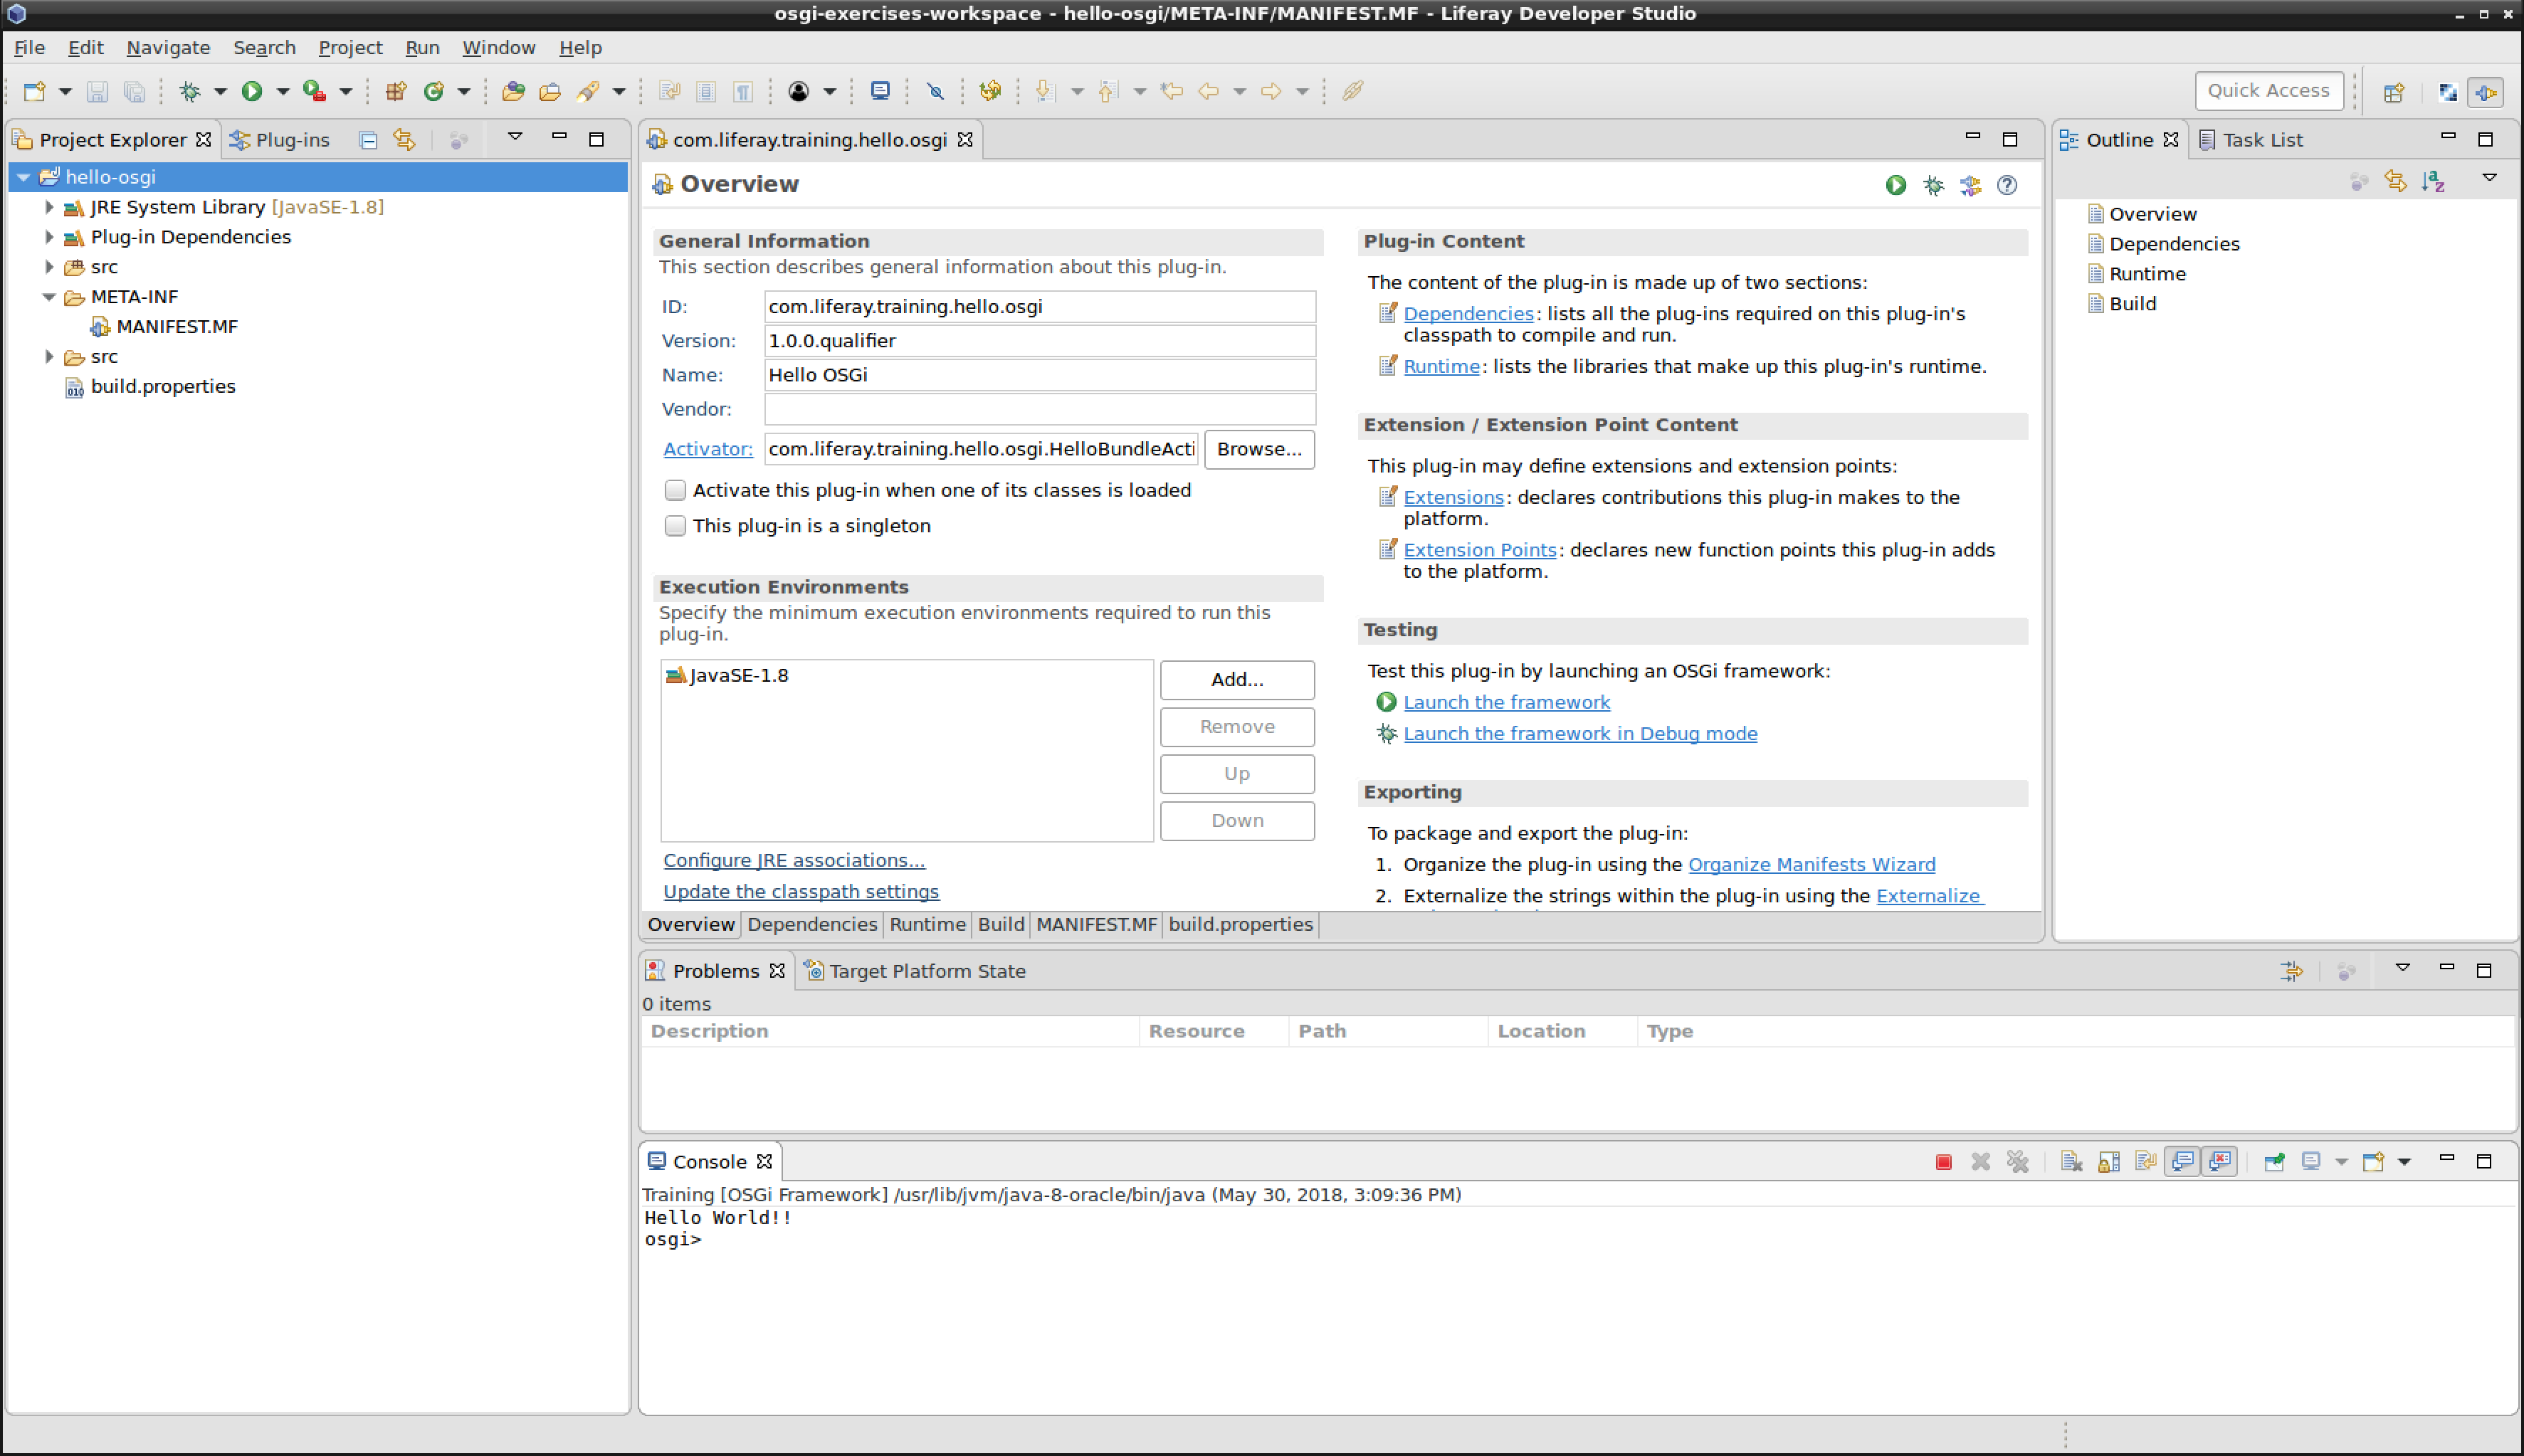 osgi-exercises-workspace - hello-osgi/META-INF/MANIFEST.MF - Liferay Developer Studio
File Edit Navigate Search Project Run Window Help
Quick Access
Project Explorer
Plug-ins
hello-osgi
JRE System Library [JavaSE-1.8]
Plug-in Dependencies
src
META-INF
MANIFEST.MF
src
build.properties
com.liferay.training.hello.osgi
Overview
General Information
This section describes general information about this plug-in.
ID: com.liferay.training.hello.osgi
Version: 1.0.0.qualifier
Name: Hello OSGi
Vendor:
Activator: com.liferay.training.hello.osgi.HelloBundleActi Browse...
Activate this plug-in when one of its classes is loaded
This plug-in is a singleton
Execution Environments
Specify the minimum execution environments required to run this
plug-in.
JavaSE-1.8
Add...
Remove
Up
Down
Configure JRE associations...
Update the classpath settings
Plug-in Content
The content of the plug-in is made up of two sections:
Dependencies: lists all the plug-ins required on this plug-in's
classpath to compile and run.
Runtime: lists the libraries that make up this plug-in's runtime.
Extension / Extension Point Content
This plug-in may define extensions and extension points:
Extensions: declares contributions this plug-in makes to the
platform.
Extension Points: declares new function points this plug-in adds
to the platform.
Testing
Test this plug-in by launching an OSGi framework:
Launch the framework
Launch the framework in Debug mode
Exporting
To package and export the plug-in:
1. Organize the plug-in using the Organize Manifests Wizard
2. Externalize the strings within the plug-in using the Externalize
Overview Dependencies Runtime Build MANIFEST.MF build.properties
Outline
Task List
Overview
Dependencies
Runtime
Build
Problems
Target Platform State
0 items
Description Resource Path Location Type
Console
Training [OSGi Framework] /usr/lib/jvm/java-8-oracle/bin/java (May 30, 2018, 3:09:36 PM)
Hello World!!
osgi>